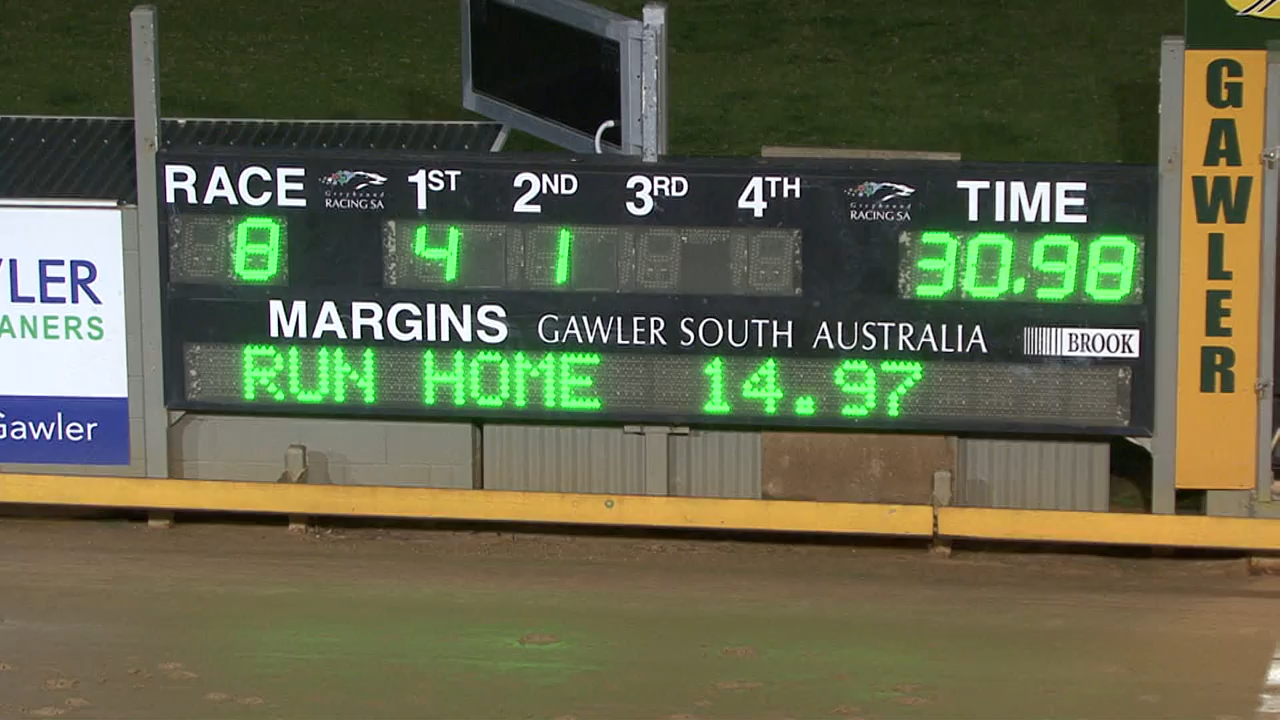 RACE Greyhound RACING SA 1ST 2ND 3RD 4TH Greyhound RACING SA TIME
8 4 1 30.98
MARGINS GAWLER SOUTH AUSTRALIA BROOK
RUN HOME 14.97
LER
ANERS
Gawler
GAWLER